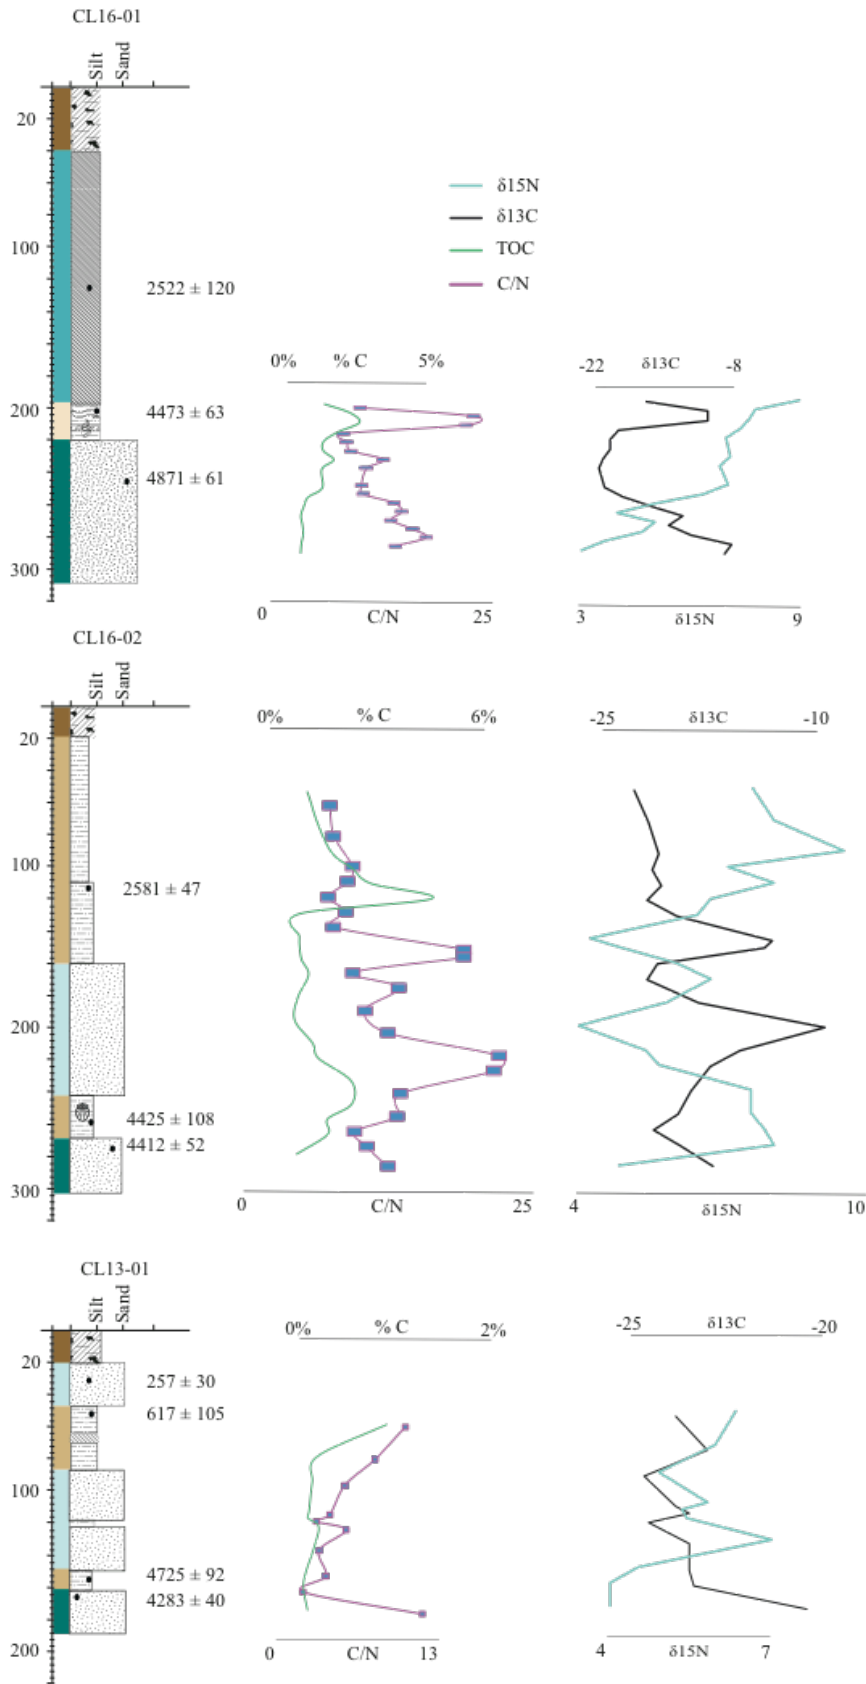 CL16-01
Silt
Sand
20
100
2522 ± 120
200
4473 ± 63
4871 ± 61
300
δ15N
δ13C
TOC
C/N
0% % C 5%
0 C/N 25
-22 δ13C -8
3 δ15N 9
CL16-02
Silt
Sand
20
100
2581 ± 47
200
4425 ± 108
4412 ± 52
300
0% % C 6%
0 C/N 25
-25 δ13C -10
4 δ15N 10
CL13-01
Silt
Sand
20
257 ± 30
617 ± 105
100
4725 ± 92
4283 ± 40
200
0% % C 2%
0 C/N 13
-25 δ13C -20
4 δ15N 7